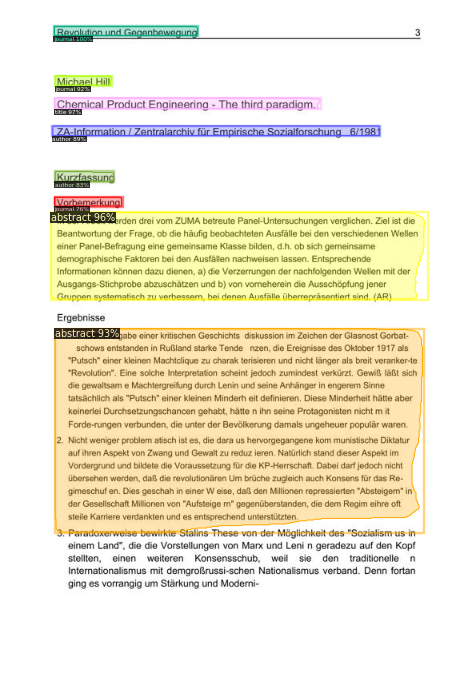 Revolution und Gegenbewegung 3
journal 100%
Michael Hill
journal 92%
Chemical Product Engineering - The third paradigm.
title 97%
ZA-Information / Zentralarchiv für Empirische Sozialforschung 6/1981
author 89%
Kurzfassung
author 83%
Vorbemerkung
journal 76%
abstract 96%
erden drei vom ZUMA betreute Panel-Untersuchungen verglichen. Ziel ist die
Beantwortung der Frage, ob die häufig beobachteten Ausfälle bei den verschiedenen Wellen
einer Panel-Befragung eine gemeinsame Klasse bilden, d.h. ob sich gemeinsame
demographische Faktoren bei den Ausfällen nachweisen lassen. Entsprechende
Informationen können dazu dienen, a) die Verzerrungen der nachfolgenden Wellen mit der
Ausgangs-Stichprobe abzuschätzen und b) von vorneherein die Ausschöpfung jener
Gruppen systematisch zu verbessern, bei denen Ausfälle überrepräsentiert sind. (AR)
Ergebnisse
abstract 93%
gabe einer kritischen Geschichts diskussion im Zeichen der Glasnost Gorbat-
schows entstanden in Rußland starke Tende nzen, die Ereignisse des Oktober 1917 als
"Putsch" einer kleinen Machtclique zu charak terisieren und nicht länger als breit veranker-te
"Revolution". Eine solche Interpretation scheint jedoch zumindest verkürzt. Gewiß läßt sich
die gewaltsam e Machtergreifung durch Lenin und seine Anhänger in engerem Sinne
tatsächlich als "Putsch" einer kleinen Minderh eit definieren. Diese Minderheit hätte aber
keinerlei Durchsetzungschancen gehabt, hätte n ihn seine Protagonisten nicht m it
Forde-rungen verbunden, die unter der Bevölkerung damals ungeheuer populär waren.
2. Nicht weniger problem atisch ist es, die dara us hervorgegangene kom munistische Diktatur
auf ihren Aspekt von Zwang und Gewalt zu reduz ieren. Natürlich stand dieser Aspekt im
Vordergrund und bildete die Voraussetzung für die KP-Herrschaft. Dabei darf jedoch nicht
übersehen werden, daß die revolutionären Um brüche zugleich auch Konsens für das Re-
gimeschuf en. Dies geschah in einer W eise, daß den Millionen repressierten "Absteigern" in
der Gesellschaft Millionen von "Aufsteige rn" gegenüberstanden, die dem Regim eihre oft
steile Karriere verdankten und es entsprechend unterstützten.
3. Paradoxerweise bewirkte Stalins These von der Möglichkeit des "Sozialism us in
einem Land", die die Vorstellungen von Marx und Leni n geradezu auf den Kopf
stellten, einen weiteren Konsensschub, weil sie den traditionelle n
Internationalismus mit demgroßrussi-schen Nationalismus verband. Denn fortan
ging es vorrangig um Stärkung und Moderni-